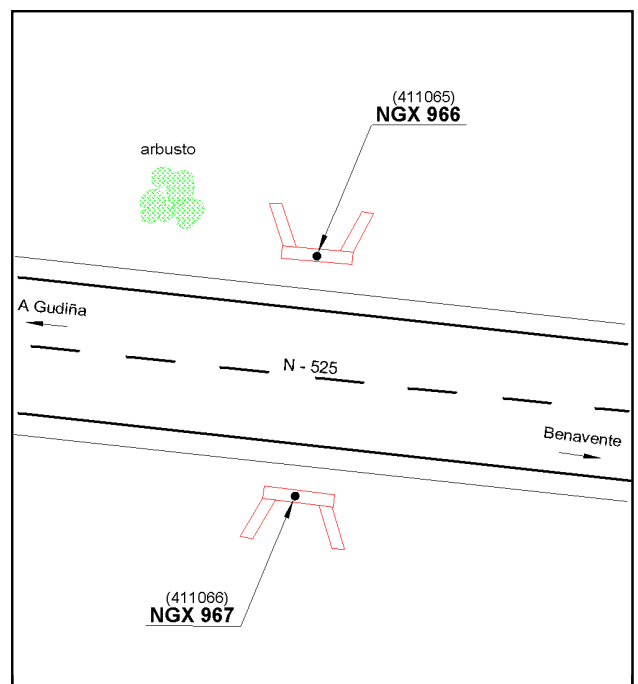 (411065)
NGX 966
arbusto
A Gudiña
N - 525
Benavente
(411066)
NGX 967